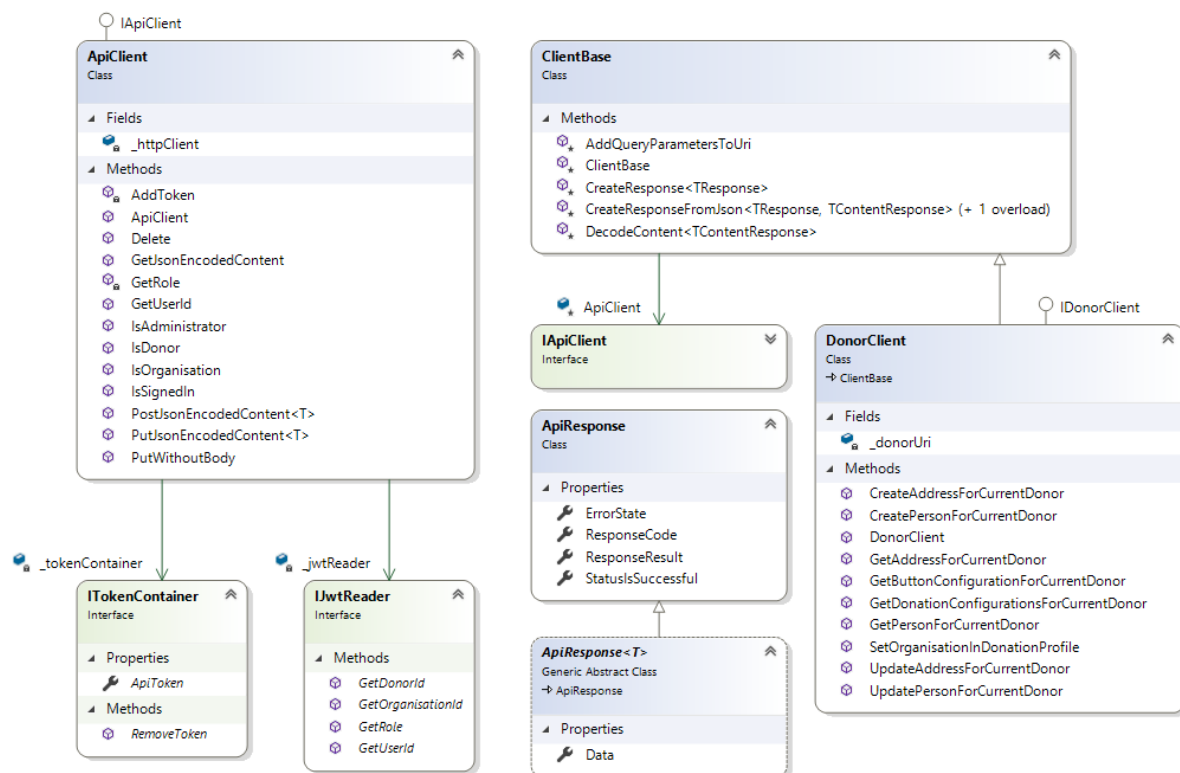 IApiClient
ApiClient
Class
Fields
_httpClient
Methods
AddToken
ApiClient
Delete
GetJsonEncodedContent
GetRole
GetUserId
IsAdministrator
IsDonor
IsOrganisation
IsSignedIn
PostJsonEncodedContent<T>
PutJsonEncodedContent<T>
PutWithoutBody
_tokenContainer
ITokenContainer
Interface
Properties
ApiToken
Methods
RemoveToken
_jwtReader
IJwtReader
Interface
Methods
GetDonorId
GetOrganisationId
GetRole
GetUserId
ClientBase
Class
Methods
AddQueryParametersToUri
ClientBase
CreateResponse<TResponse>
CreateResponseFromJson<TResponse, TContentResponse> (+ 1 overload)
DecodeContent<TContentResponse>
ApiClient
IApiClient
Interface
ApiResponse
Class
Properties
ErrorState
ResponseCode
ResponseResult
StatusIsSuccessful
ApiResponse<T>
Generic Abstract Class
ApiResponse
Properties
Data
IDonorClient
DonorClient
Class
ClientBase
Fields
_donorUri
Methods
CreateAddressForCurrentDonor
CreatePersonForCurrentDonor
DonorClient
GetAddressForCurrentDonor
GetButtonConfigurationForCurrentDonor
GetDonationConfigurationsForCurrentDonor
GetPersonForCurrentDonor
SetOrganisationInDonationProfile
UpdateAddressForCurrentDonor
UpdatePersonForCurrentDonor